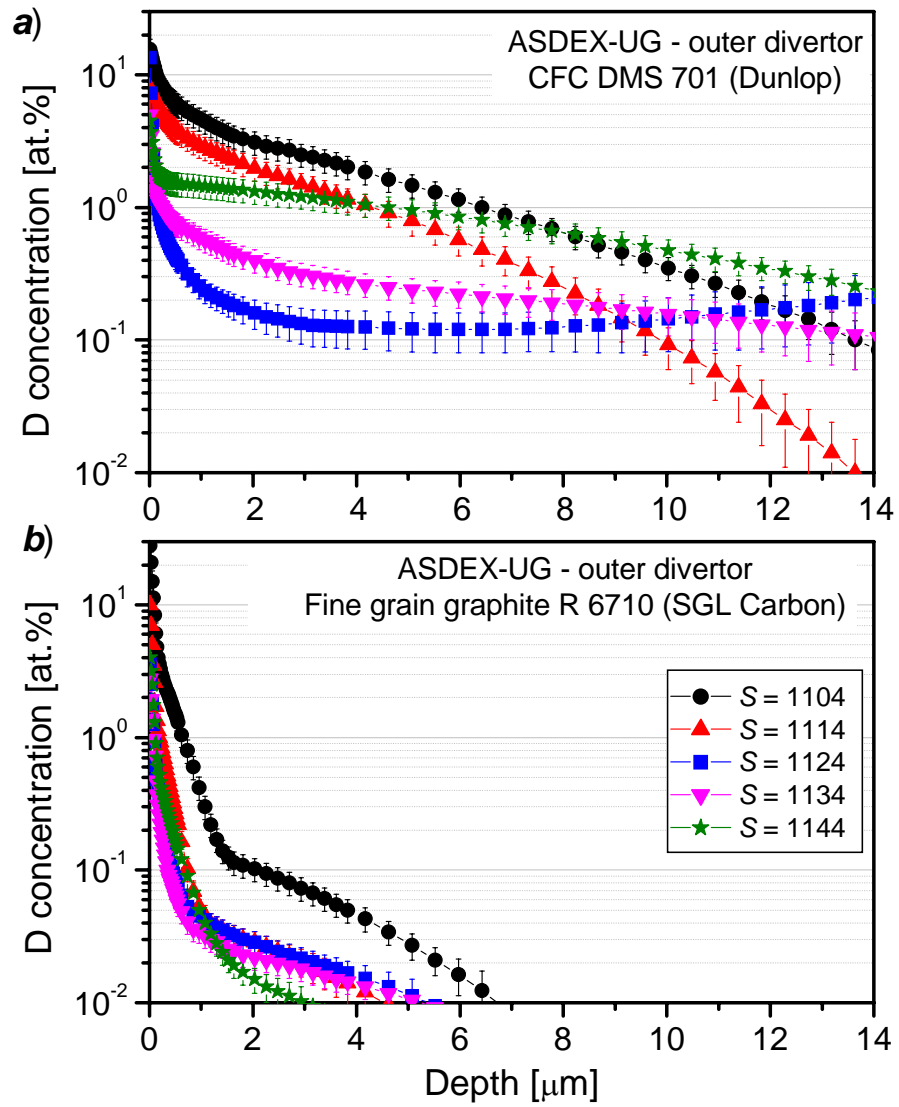 a)
ASDEX-UG - outer divertor
CFC DMS 701 (Dunlop)
D concentration [at.%]
10^1
10^0
10^-1
10^-2
0 2 4 6 8 10 12 14
b)
ASDEX-UG - outer divertor
Fine grain graphite R 6710 (SGL Carbon)
D concentration [at.%]
10^1
10^0
10^-1
10^-2
S = 1104
S = 1114
S = 1124
S = 1134
S = 1144
0 2 4 6 8 10 12 14
Depth [μm]